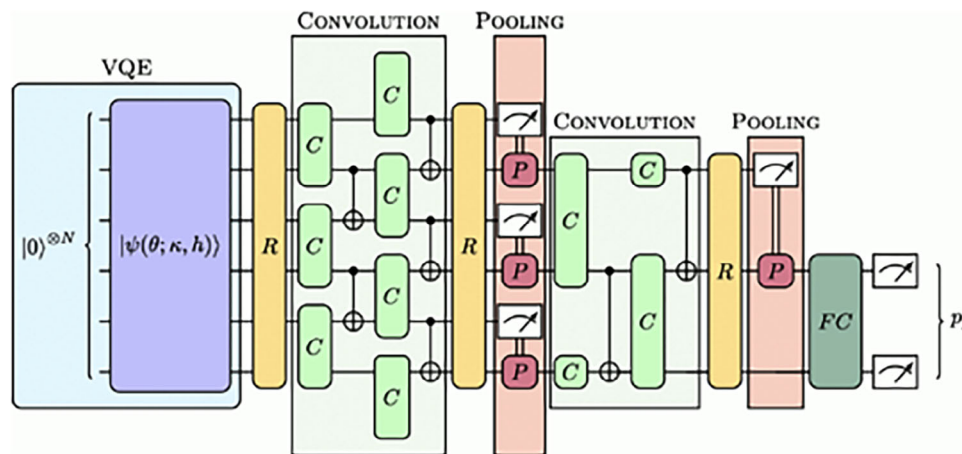 CONVOLUTION
POOLING
VQE
C
C
CONVOLUTION
POOLING
P
C
C
C
P
|0⟩⊗N
|ψ(θ; κ, h)⟩
R
C
C
R
P
C
C
R
P
FC
p
C
C
C
P
C